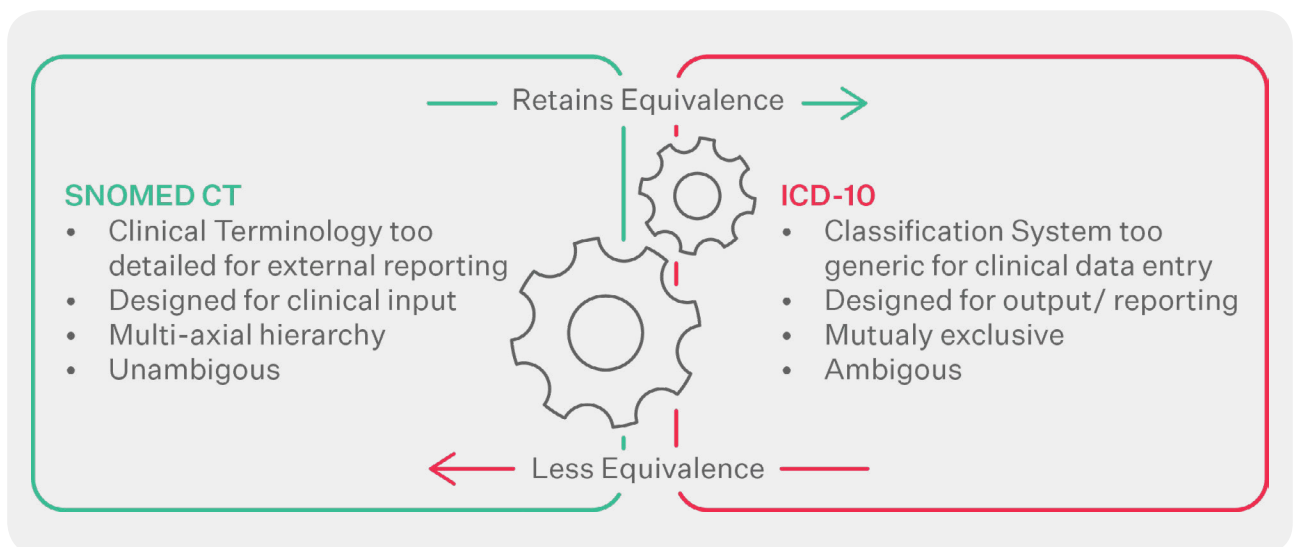 Retains Equivalence
SNOMED CT
• Clinical Terminology too
detailed for external reporting
• Designed for clinical input
• Multi-axial hierarchy
• Unambigous
ICD-10
• Classification System too
generic for clinical data entry
• Designed for output/ reporting
• Mutualy exclusive
• Ambigous
Less Equivalence